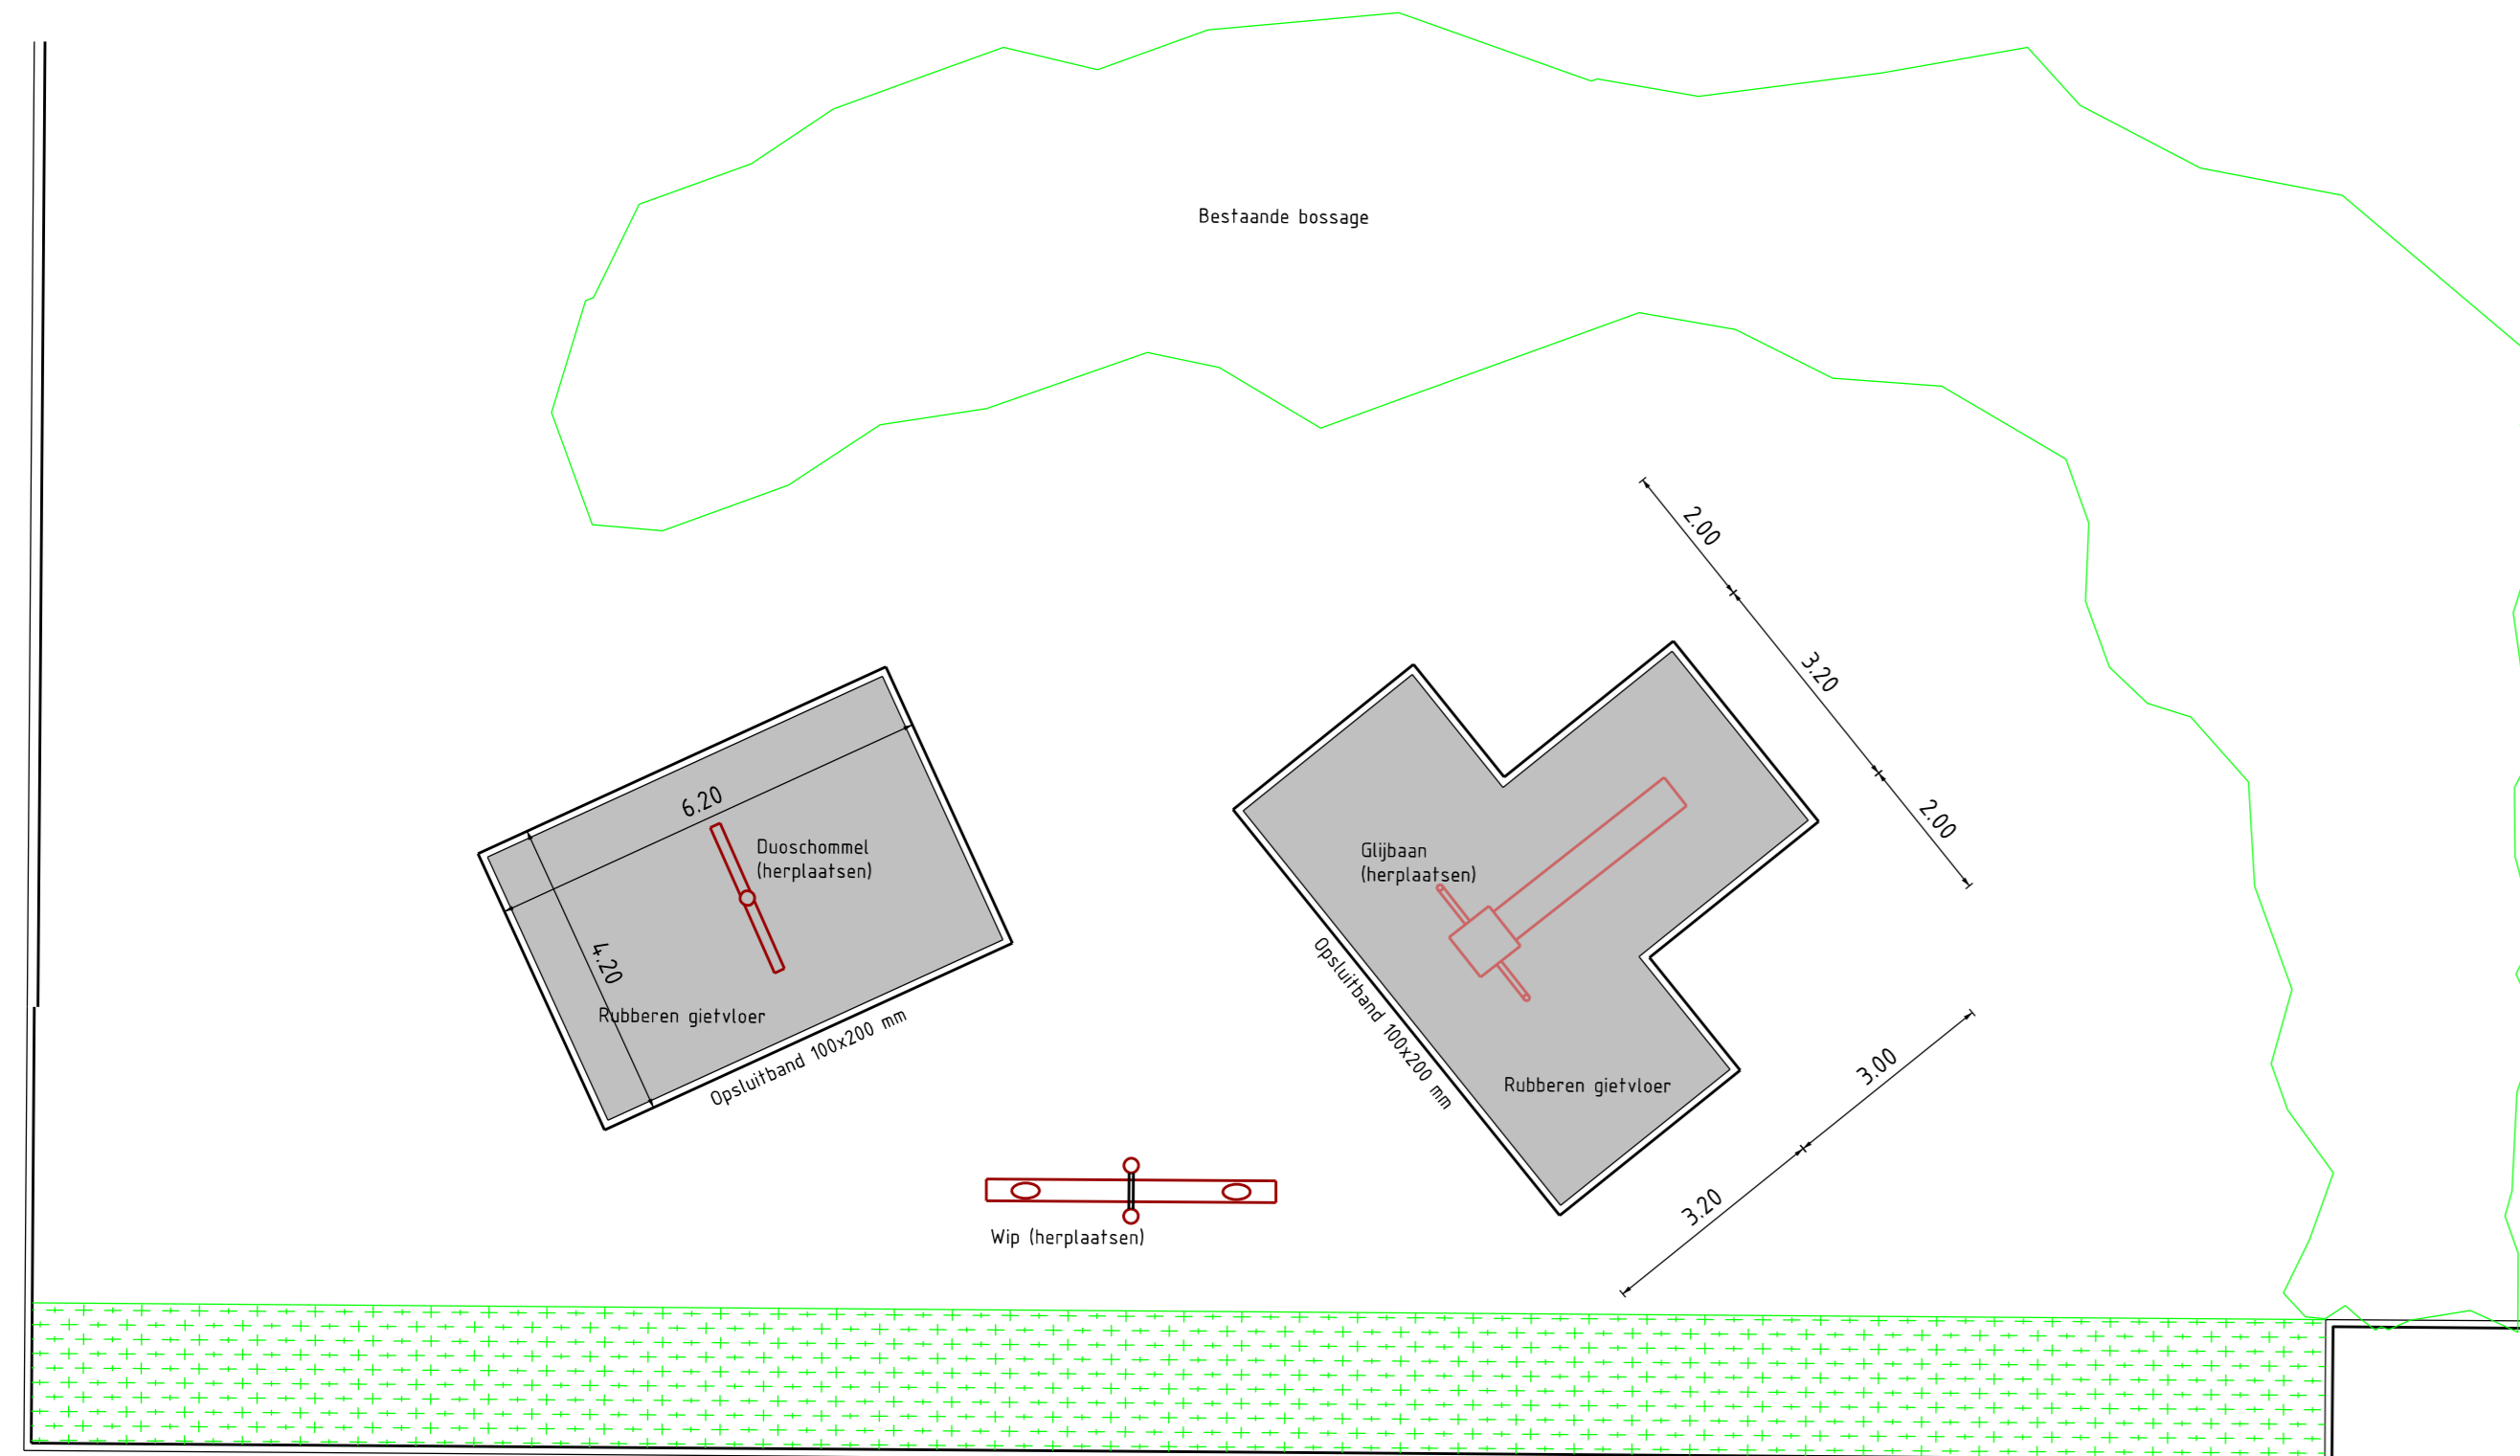 Bestaande bossage
2.00
3.20
2.00
6.20
Duoschommel
(herplaatsen)
4.20
Rubberen gietvloer
Opsluitband 100x200 mm
Glijbaan
(herplaatsen)
Opsluitband 100x200 mm
Rubberen gietvloer
3.00
3.20
Wip (herplaatsen)